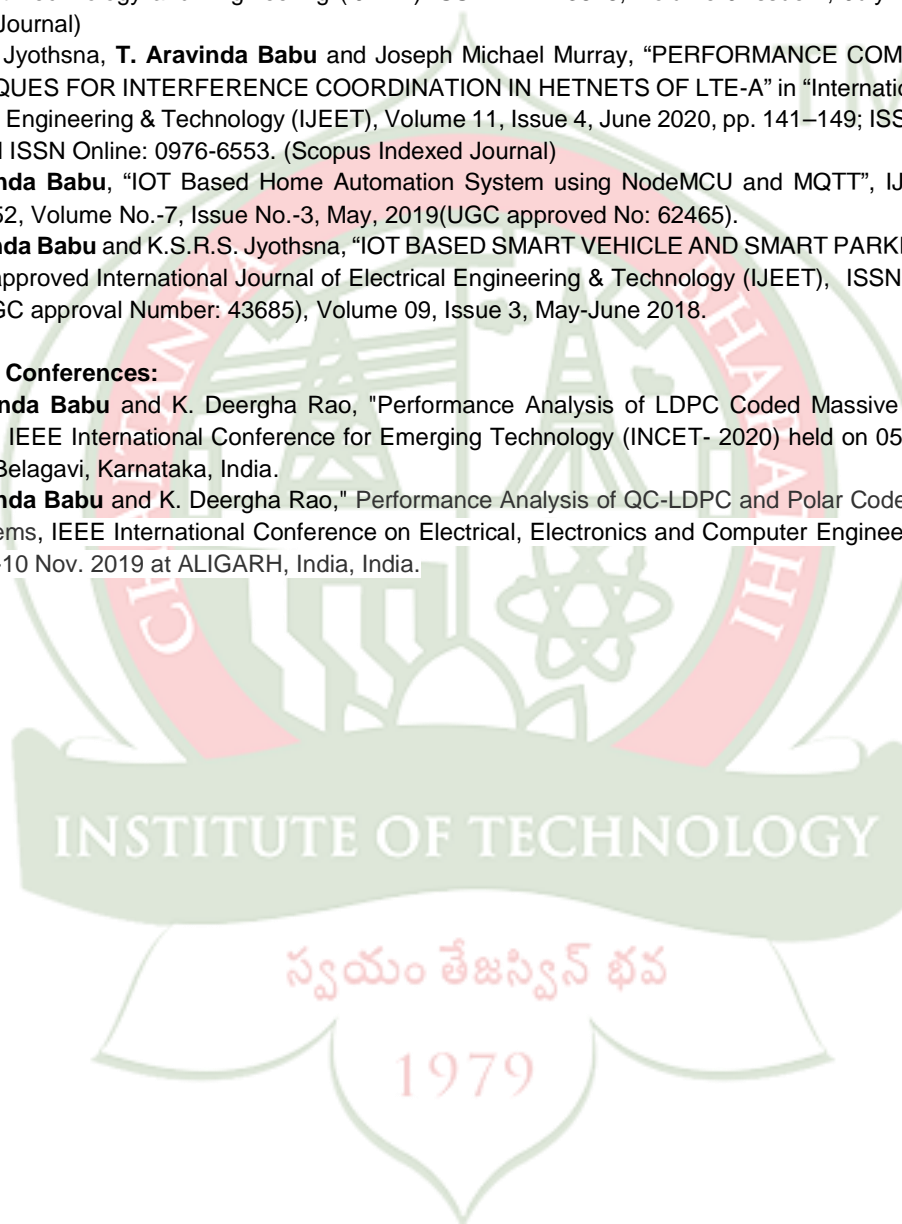 Journal)
Jyothsna, T. Aravinda Babu and Joseph Michael Murray, “PERFORMANCE COM
QUES FOR INTERFERENCE COORDINATION IN HETNETS OF LTE-A” in “Internatio
Engineering & Technology (IJEET), Volume 11, Issue 4, June 2020, pp. 141–149; ISS
ISSN Online: 0976-6553. (Scopus Indexed Journal)
nda Babu, “IOT Based Home Automation System using NodeMCU and MQTT”, IJ
52, Volume No.-7, Issue No.-3, May, 2019(UGC approved No: 62465).
nda Babu and K.S.R.S. Jyothsna, “IOT BASED SMART VEHICLE AND SMART PARKI
approved International Journal of Electrical Engineering & Technology (IJEET), ISSN
GC approval Number: 43685), Volume 09, Issue 3, May-June 2018.
Conferences:
nda Babu and K. Deergha Rao, "Performance Analysis of LDPC Coded Massive
IEEE International Conference for Emerging Technology (INCET- 2020) held on 05
Belagavi, Karnataka, India.
nda Babu and K. Deergha Rao," Performance Analysis of QC-LDPC and Polar Code
ems, IEEE International Conference on Electrical, Electronics and Computer Enginee
-10 Nov. 2019 at ALIGARH, India, India.
CHAITANYA BHARATHI
INSTITUTE OF TECHNOLOGY
స్వయం తేజస్విన్ భవ
1979